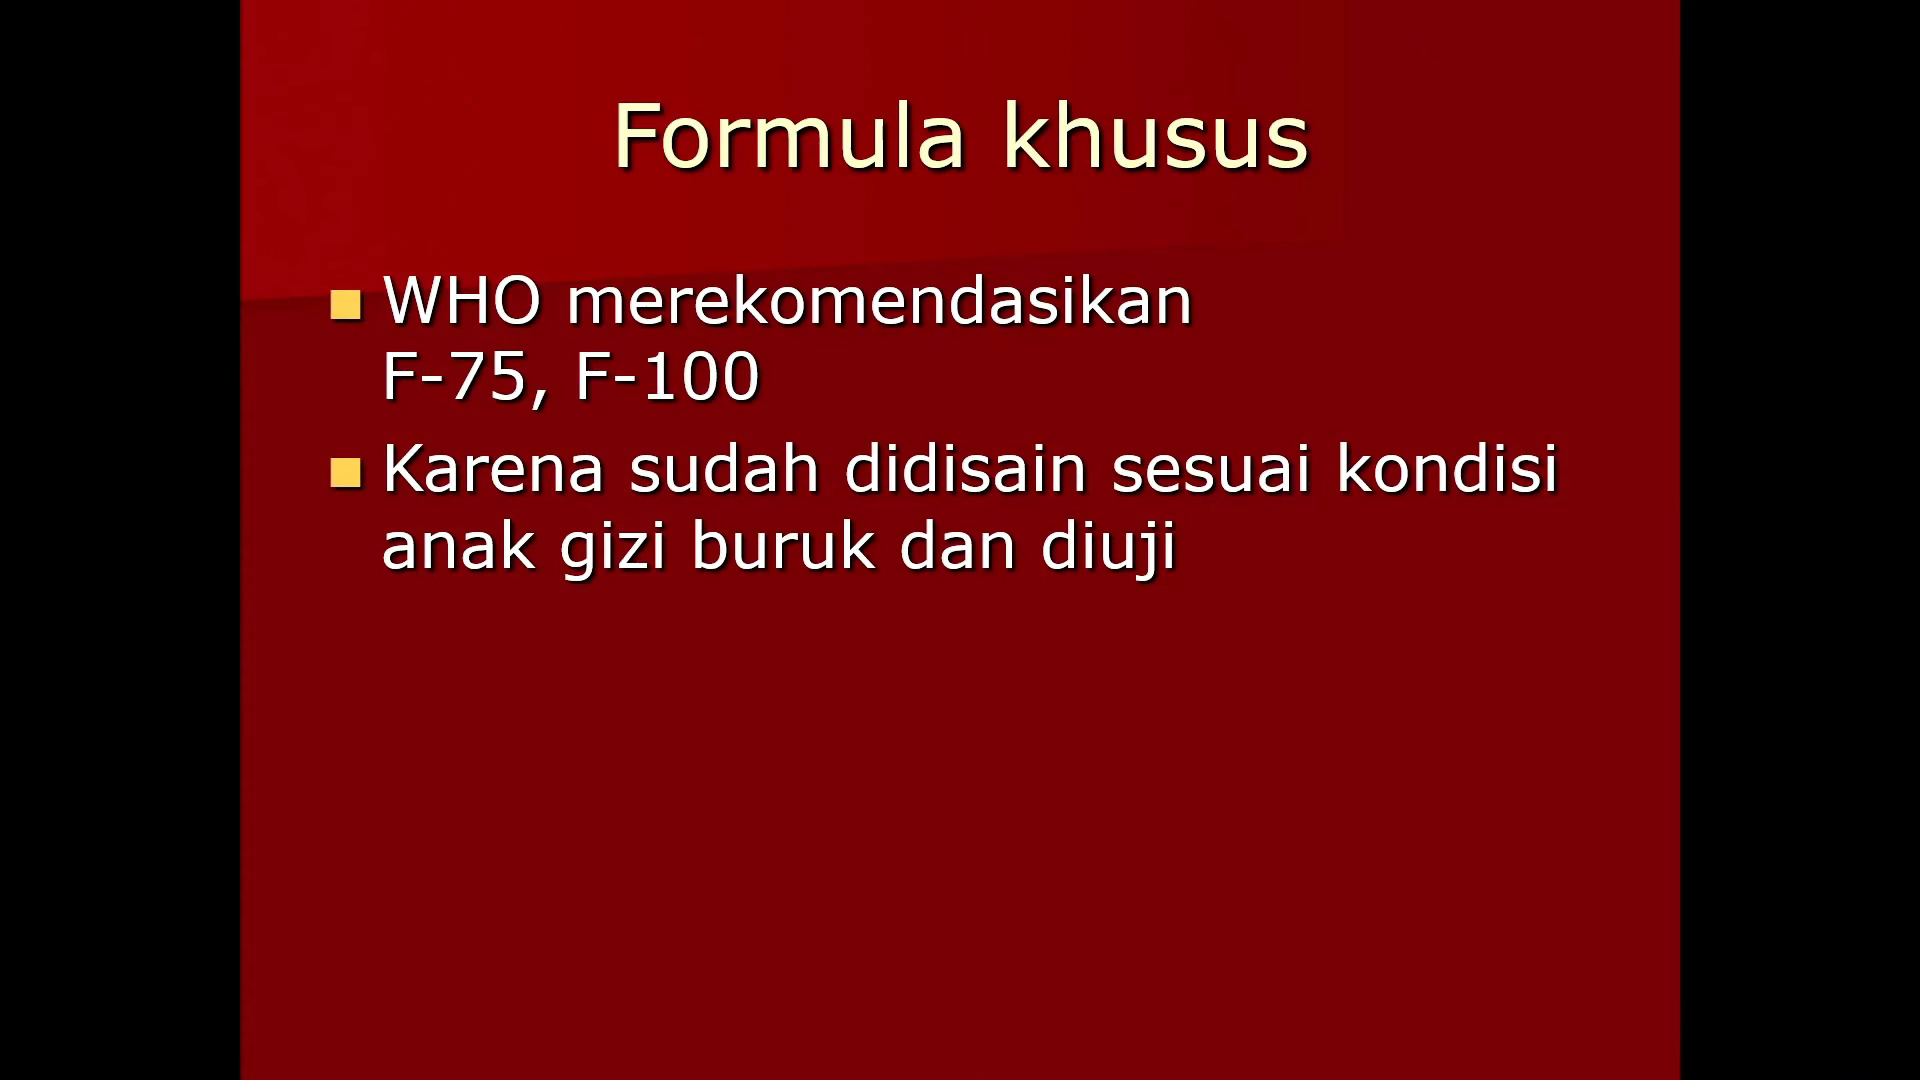 Formula khusus
WHO merekomendasikan
F-75, F-100
Karena sudah didisain sesuai kondisi
anak gizi buruk dan diuji